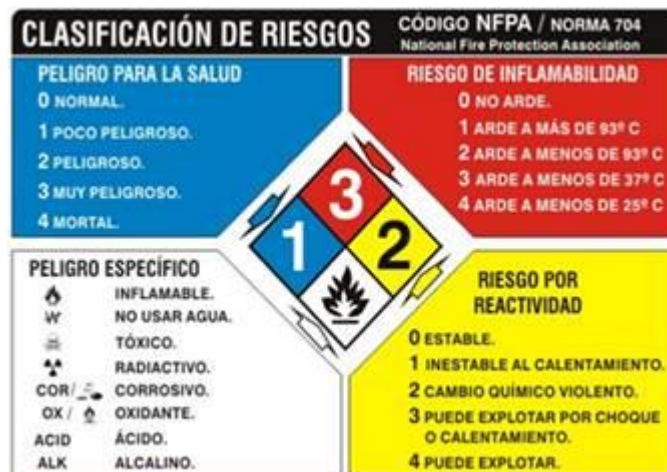 CLASIFICACIÓN DE RIESGOS
CÓDIGO NFPA / NORMA 704
National Fire Protection Association
PELIGRO PARA LA SALUD
0 NORMAL.
1 POCO PELIGROSO.
2 PELIGROSO.
3 MUY PELIGROSO.
4 MORTAL.
RIESGO DE INFLAMABILIDAD
0 NO ARDE.
1 ARDE A MÁS DE 93º C
2 ARDE A MENOS DE 93º C
3 ARDE A MENOS DE 37º C
4 ARDE A MENOS DE 25º C
3
1 2
PELIGRO ESPECÍFICO
INFLAMABLE.
W NO USAR AGUA.
TÓXICO.
RADIACTIVO.
COR/ CORROSIVO.
OX / OXIDANTE.
ACID ÁCIDO.
ALK ALCALINO.
RIESGO POR
REACTIVIDAD
0 ESTABLE.
1 INESTABLE AL CALENTAMIENTO.
2 CAMBIO QUÍMICO VIOLENTO.
3 PUEDE EXPLOTAR POR CHOQUE
O CALENTAMIENTO.
4 PUEDE EXPLOTAR.